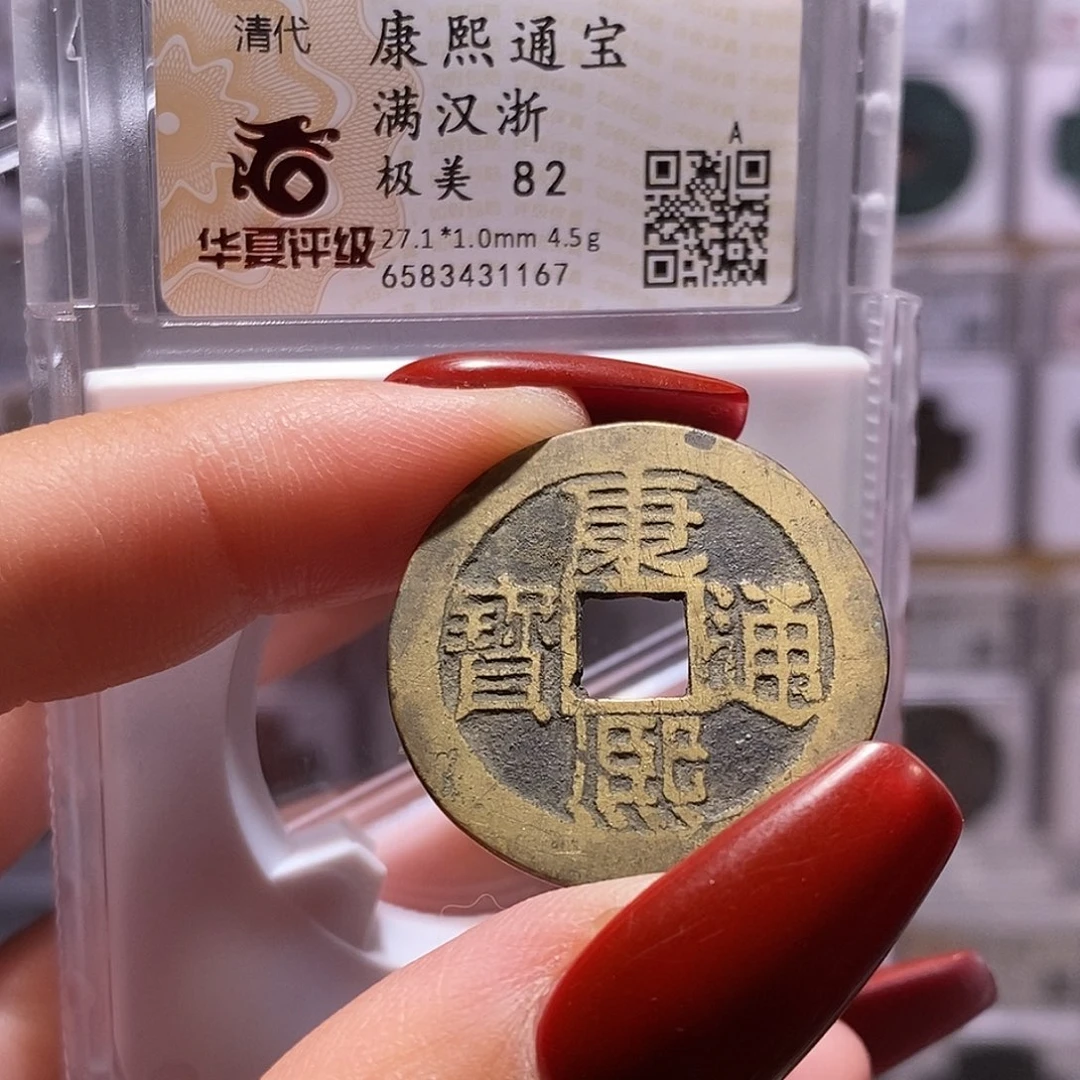 清代
康熙通宝
满汉浙
极美 82
A
华夏评级
27.1*1.0mm 4.5g
6583431167
康熙通寳